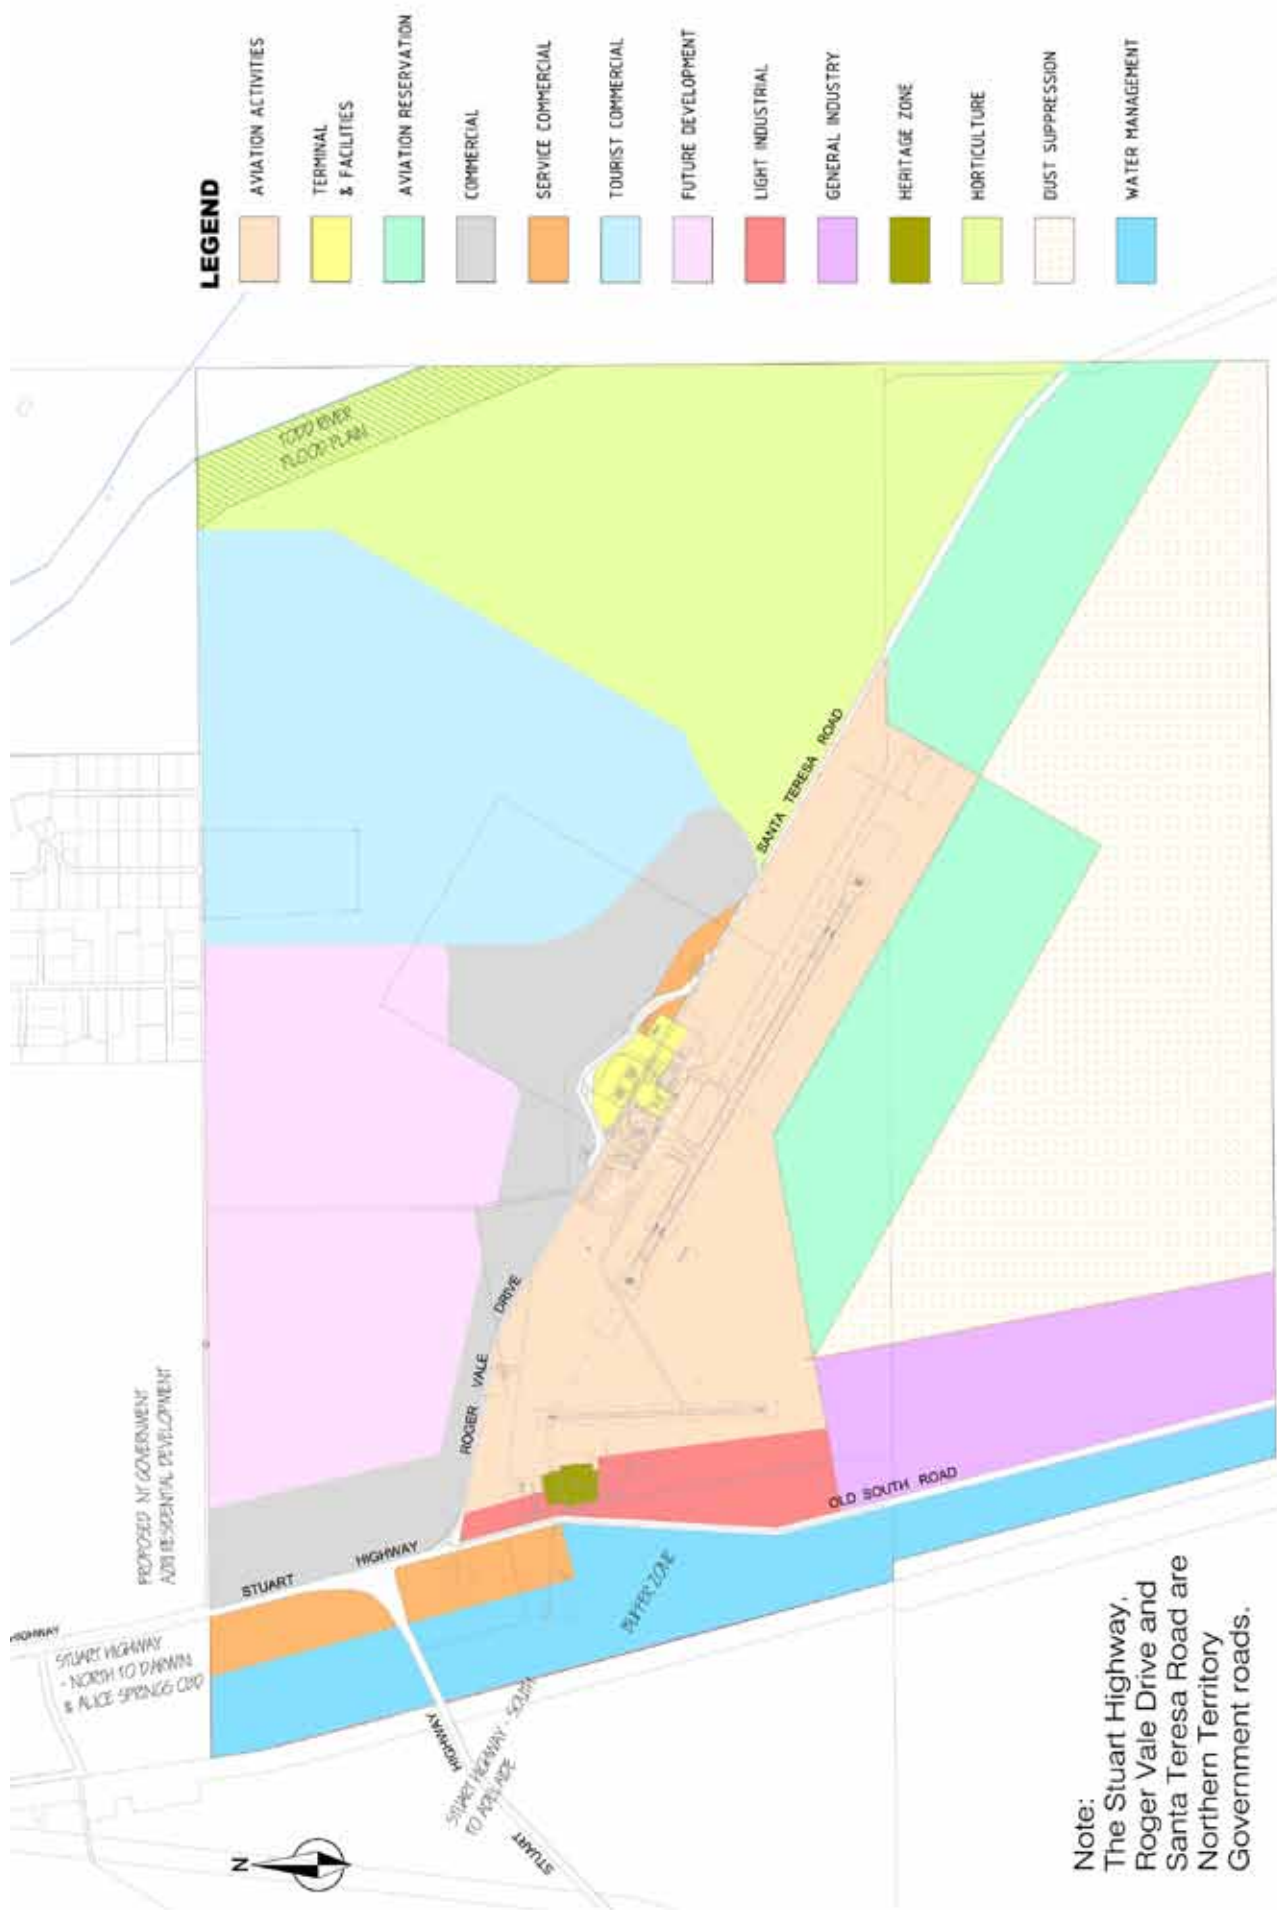 LEGEND
AVIATION ACTIVITIES
TERMINAL
& FACILITIES
AVIATION RESERVATION
COMMERCIAL
SERVICE COMMERCIAL
TOURIST COMMERCIAL
FUTURE DEVELOPMENT
LIGHT INDUSTRIAL
GENERAL INDUSTRY
HERITAGE ZONE
HORTICULTURE
DUST SUPPRESSION
WATER MANAGEMENT
TODD RIVER
FLOOD PLAIN
SANTA TERESA ROAD
PROPOSED NT GOVERNMENT
RESIDENTIAL DEVELOPMENT
ROGER VALE DRIVE
OLD SOUTH ROAD
STUART HIGHWAY
HIGHWAY
STUART HIGHWAY
- NORTH TO DARWIN
& ALICE SPRINGS CBD
BUFFER ZONE
STUART HIGHWAY
STUART HIGHWAY - SOUTH
TO ADELAIDE
N
Note:
The Stuart Highway,
Roger Vale Drive and
Santa Teresa Road are
Northern Territory
Government roads.